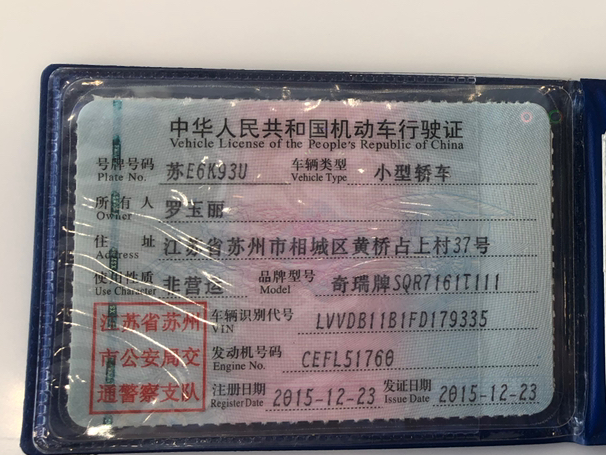 中华人民共和国机动车行驶证
Vehicle License of the People's Republic of China
号牌号码 苏E6K93U 车辆类型 小型轿车
Plate No. Vehicle Type
所有人 罗玉丽
Owner
住址 江苏省苏州市相城区黄桥占上村37号
Address
使用性质 非营运 品牌型号 奇瑞牌SQR7161T111
Use Character Model
江苏省苏州 车辆识别代号 LVVDB11B1FD179335
VIN
市公安局交 发动机号码 CEFL51760
Engine No.
通警察支队 注册日期 2015-12-23 发证日期 2015-12-23
Register Date Issue Date